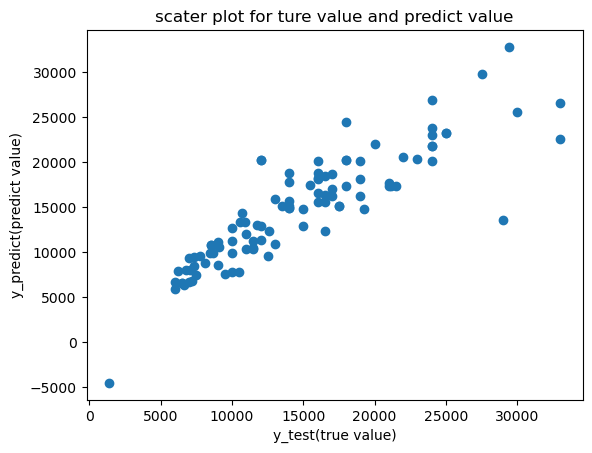 scater plot for ture value and predict value
y_predict(predict value)
30000
25000
20000
15000
10000
5000
0
−5000
0 5000 10000 15000 20000 25000 30000
y_test(true value)